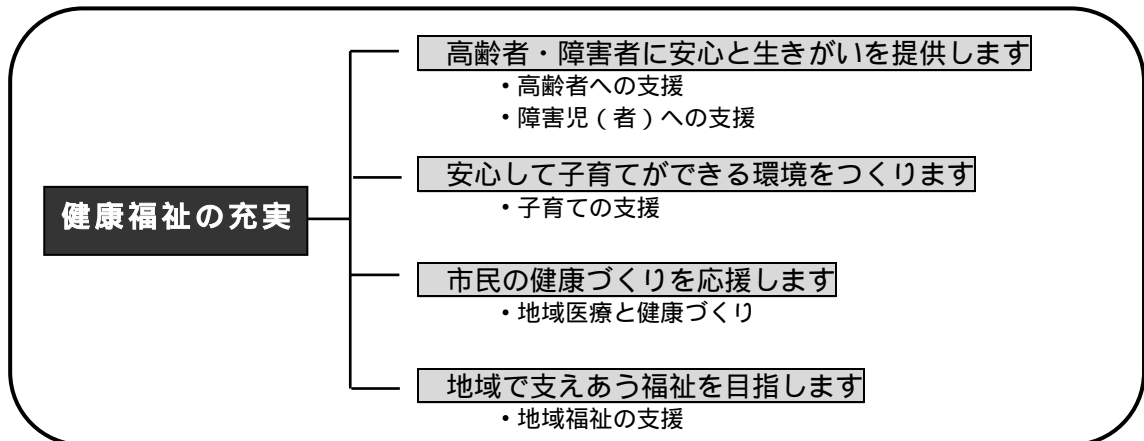 健康福祉の充実
高齢者・障害者に安心と生きがいを提供します
・高齢者への支援
・障害児（者）への支援
安心して子育てができる環境をつくります
・子育ての支援
市民の健康づくりを応援します
・地域医療と健康づくり
地域で支えあう福祉を目指します
・地域福祉の支援